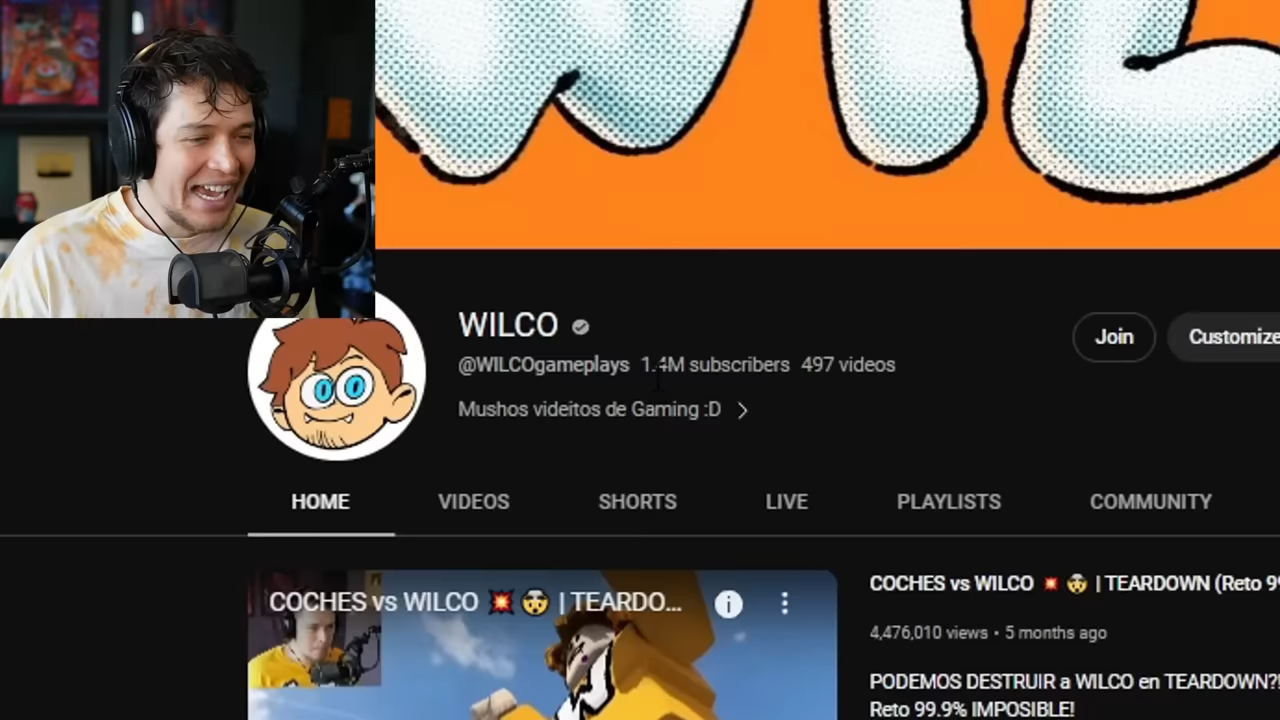 WIL
WILCO
@WILCOgameplays 1.4M subscribers 497 videos
Mushos videitos de Gaming :D
Join
Customize
HOME
VIDEOS
SHORTS
LIVE
PLAYLISTS
COMMUNITY
COCHES vs WILCO 💥 🤯 | TEARDO...
COCHES vs WILCO 💥 🤯 | TEARDOWN (Reto 99
4,476,010 views • 5 months ago
PODEMOS DESTRUIR a WILCO en TEARDOWN?!
Reto 99.9% IMPOSIBLE!